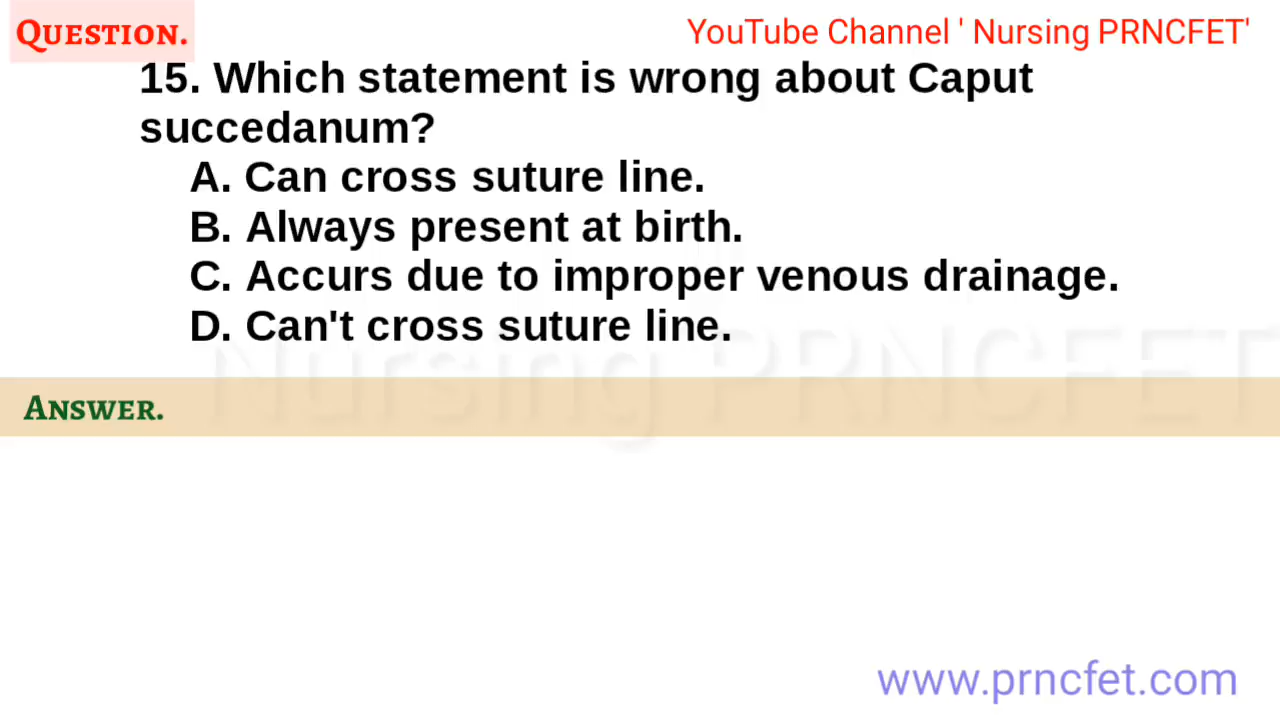 QUESTION.
YouTube Channel ' Nursing PRNCFET'
15. Which statement is wrong about Caput
succedanum?
A. Can cross suture line.
B. Always present at birth.
C. Accurs due to improper venous drainage.
D. Can't cross suture line.
Nursing PRNCFET
ANSWER.
www.prncfet.com